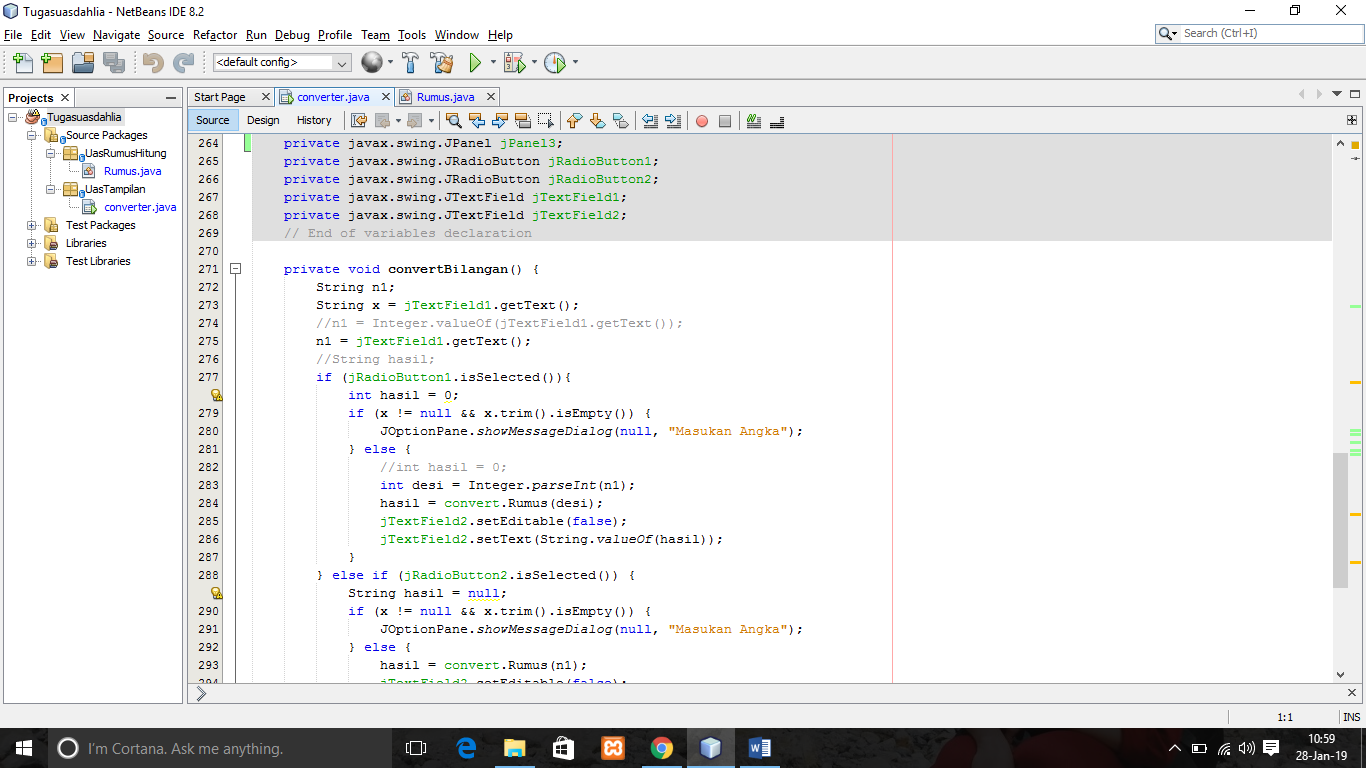 Tugasuasdahlia - NetBeans IDE 8.2
File Edit View Navigate Source Refactor Run Debug Profile Team Tools Window Help
Search (Ctrl+I)
<default config>
Projects
Start Page converter.java Rumus.java
Tugasuasdahlia
Source Packages
UasRumusHitung
Rumus.java
UasTampilan
converter.java
Test Packages
Libraries
Test Libraries
Source Design History
264 private javax.swing.JPanel jPanel3;
265 private javax.swing.JRadioButton jRadioButton1;
266 private javax.swing.JRadioButton jRadioButton2;
267 private javax.swing.JTextField jTextField1;
268 private javax.swing.JTextField jTextField2;
269 // End of variables declaration
270
271 private void convertBilangan() {
272 String n1;
273 String x = jTextField1.getText();
274 //n1 = Integer.valueOf(jTextField1.getText());
275 n1 = jTextField1.getText();
276 //String hasil;
277 if (jRadioButton1.isSelected()){
int hasil = 0;
279 if (x != null && x.trim().isEmpty()) {
280 JOptionPane.showMessageDialog(null, "Masukan Angka");
281 } else {
282 //int hasil = 0;
283 int desi = Integer.parseInt(n1);
284 hasil = convert.Rumus(desi);
285 jTextField2.setEditable(false);
286 jTextField2.setText(String.valueOf(hasil));
287 }
288 } else if (jRadioButton2.isSelected()) {
String hasil = null;
290 if (x != null && x.trim().isEmpty()) {
291 JOptionPane.showMessageDialog(null, "Masukan Angka");
292 } else {
293 hasil = convert.Rumus(n1);
294 jTextField2.setEditable(false);
1:1 INS
I'm Cortana. Ask me anything.
10:59
28-Jan-19